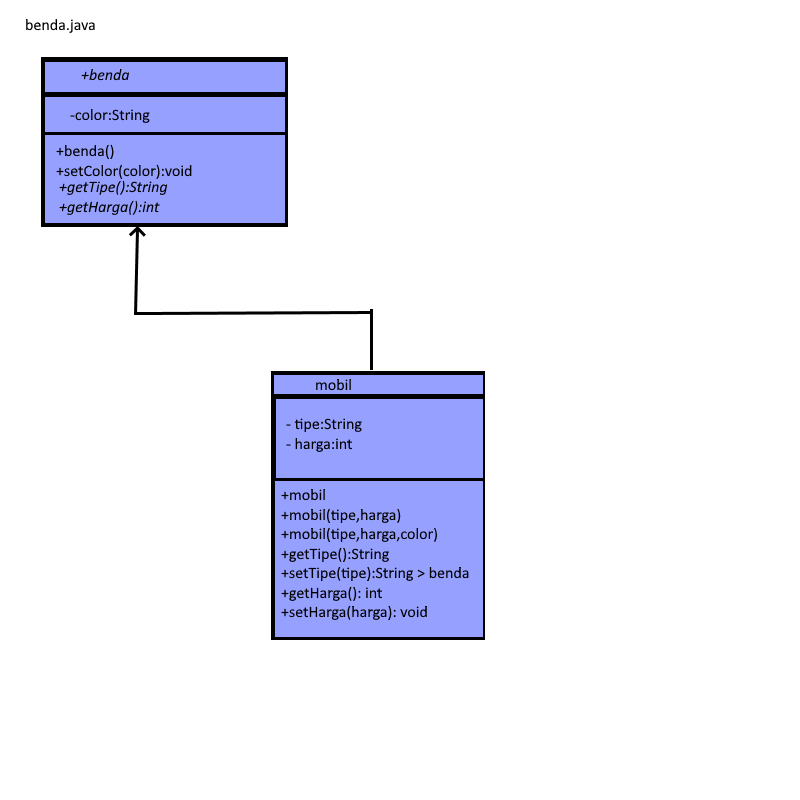 benda.java
+benda
-color:String
+benda()
+setColor(color):void
+getTipe():String
+getHarga():int
mobil
- tipe:String
- harga:int
+mobil
+mobil(tipe,harga)
+mobil(tipe,harga,color)
+getTipe():String
+setTipe(tipe):String > benda
+getHarga(): int
+setHarga(harga): void